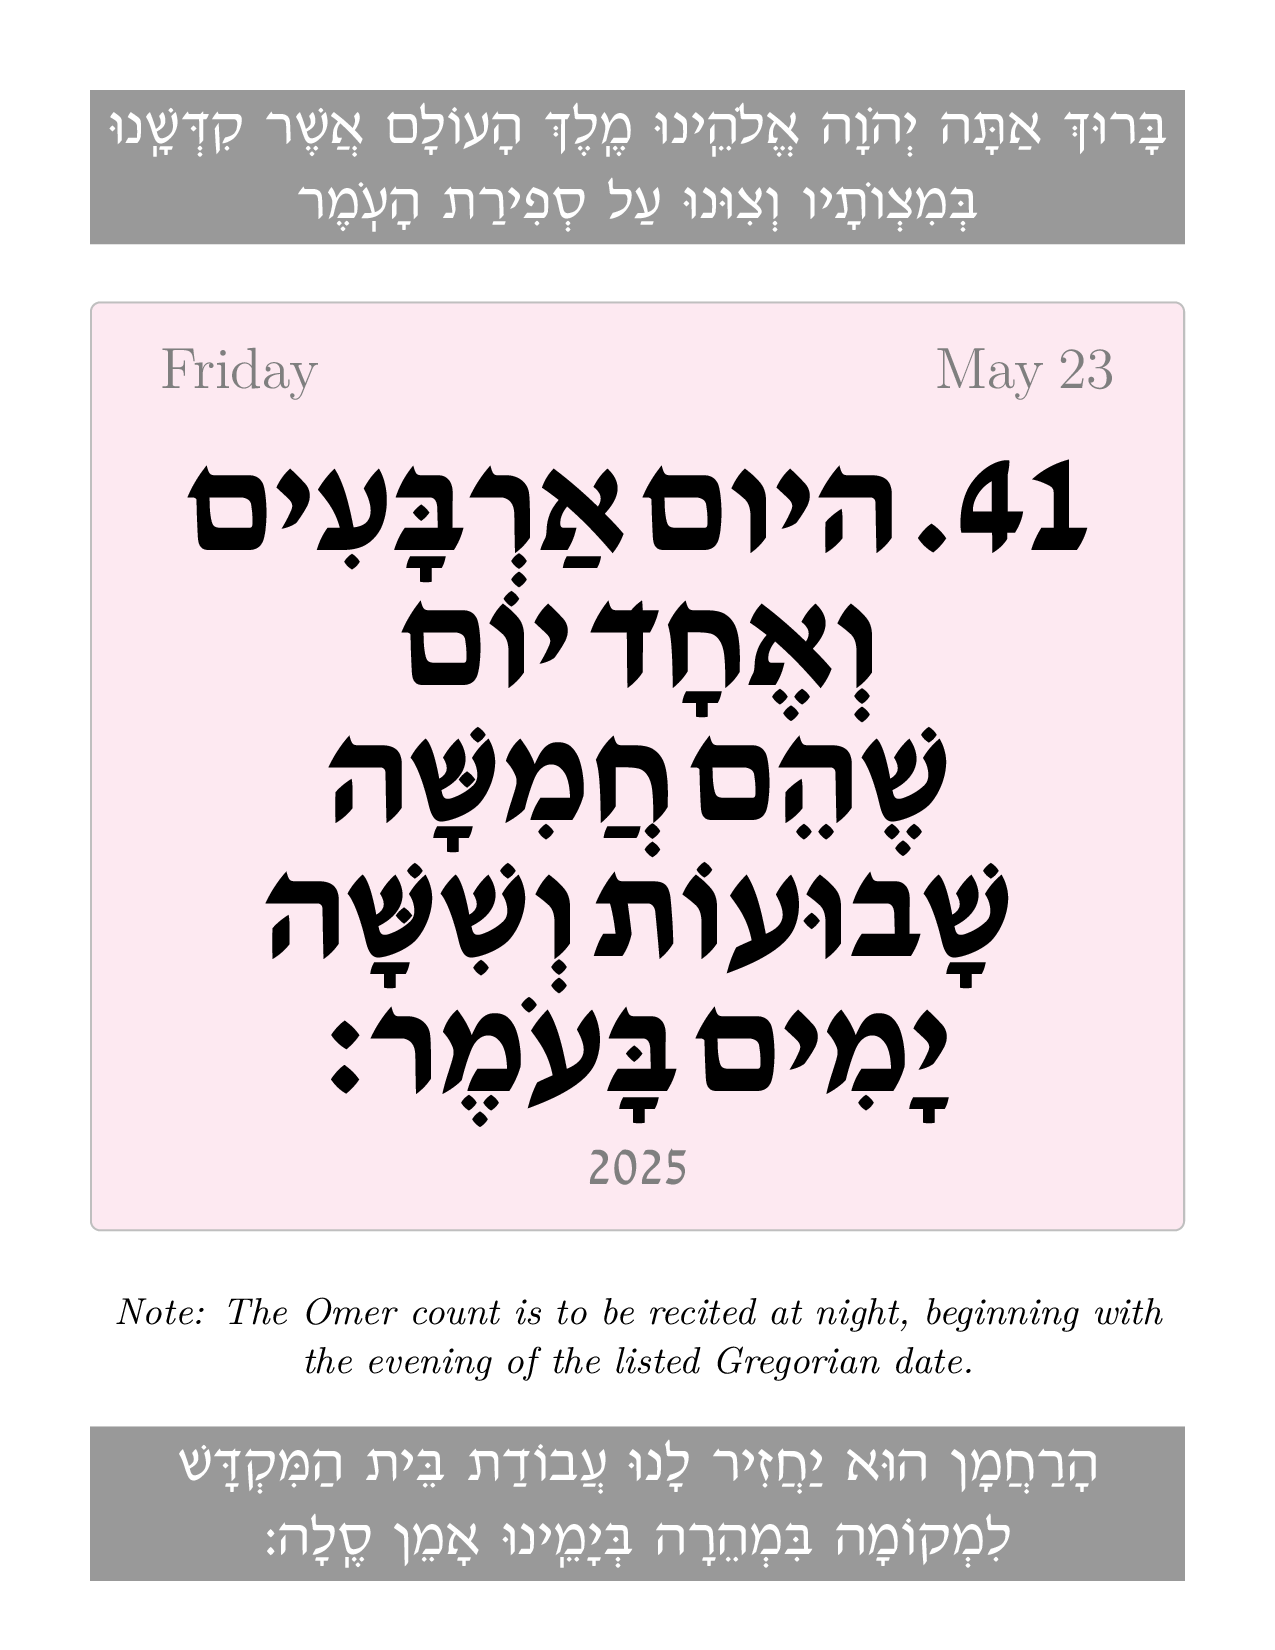 בָּרוּךְ אַתָּה יְהֹוָה אֱלֹהֵֽינוּ מֶֽלֶךְ הָעוֹלָם אֲשֶׁר קִדְּשָֽׁנוּ
בְּמִצְוֹתָיו וְצִוּנוּ עַל סְפִירַת הָעֹֽמֶר
Friday May 23
41. היום אַרְבָּעִים
וְאֶחָד יוֹם
שֶׁהֵם חֲמִשָּׁה
שָׁבוּעוֹת וְשִׁשָּׁה
יָמִים בָּעֹמֶר:
2025
Note: The Omer count is to be recited at night, beginning with
the evening of the listed Gregorian date.
הָרַחֲמָן הוּא יַחֲזִיר לָנוּ עֲבוֹדַת בֵּית הַמִּקְדָּשׁ
לִמְקוֹמָהּ בִּמְהֵרָה בְּיָמֵֽינוּ אָמֵן סֶֽלָה: